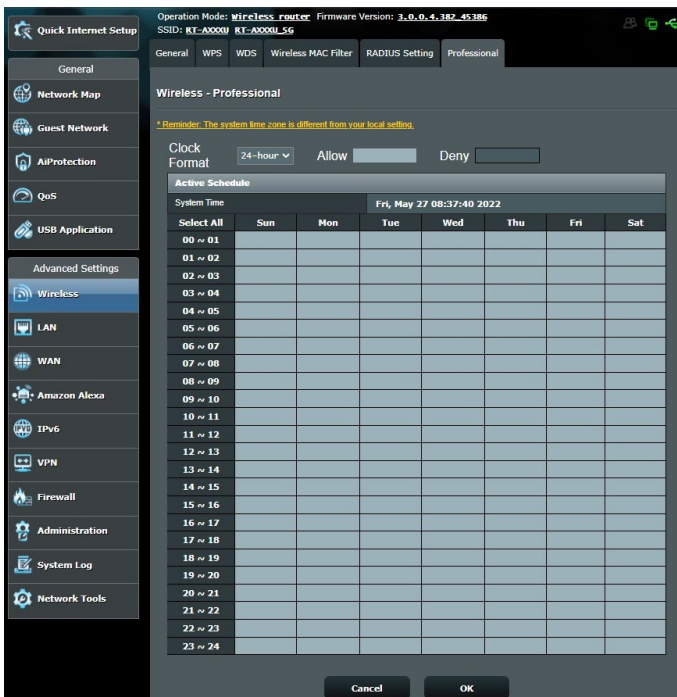 Quick Internet Setup
General
Network Map
Guest Network
AiProtection
QoS
USB Application
Advanced Settings
Wireless
LAN
WAN
Amazon Alexa
IPv6
VPN
Firewall
Administration
System Log
Network Tools
Operation Mode: Wireless router Firmware Version: 3.0.0.4.382_45386
SSID: RT-AXXXU RT-AXXXU_5G
General WPS WDS Wireless MAC Filter RADIUS Setting Professional
Wireless - Professional
* Reminder: The system time zone is different from your local setting.
Clock Format 24-hour Allow Deny
Active Schedule
System Time Fri, May 27 08:37:40 2022
Select All Sun Mon Tue Wed Thu Fri Sat
00 ~ 01
01 ~ 02
02 ~ 03
03 ~ 04
04 ~ 05
05 ~ 06
06 ~ 07
07 ~ 08
08 ~ 09
09 ~ 10
10 ~ 11
11 ~ 12
12 ~ 13
13 ~ 14
14 ~ 15
15 ~ 16
16 ~ 17
17 ~ 18
18 ~ 19
19 ~ 20
20 ~ 21
21 ~ 22
22 ~ 23
23 ~ 24
Cancel OK